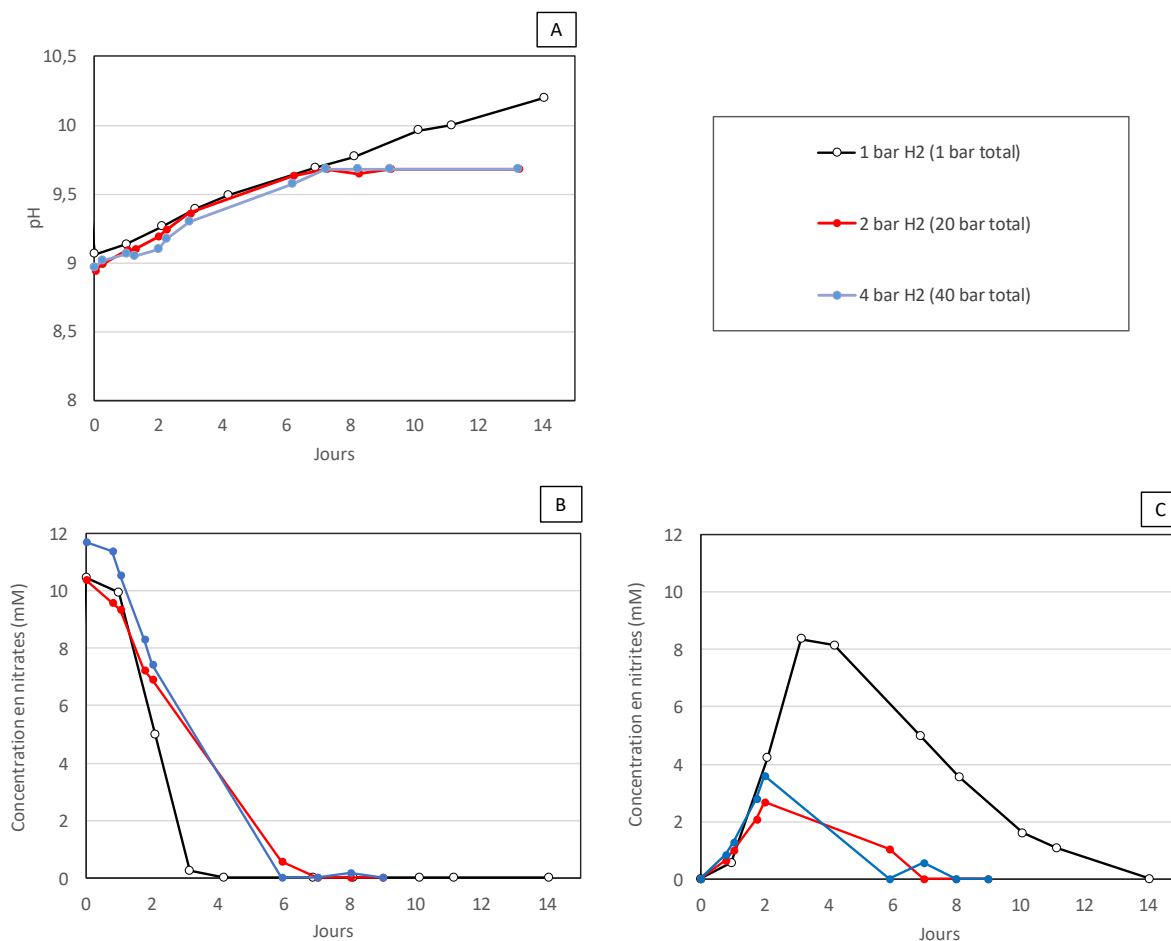 A
10,5
10
9,5
9
8,5
8
pH
0 2 4 6 8 10 12 14
Jours
1 bar H2 (1 bar total)
2 bar H2 (20 bar total)
4 bar H2 (40 bar total)
B
12
10
8
6
4
2
0
Concentration en nitrates (mM)
0 2 4 6 8 10 12 14
Jours
C
12
10
8
6
4
2
0
Concentration en nitrites (mM)
0 2 4 6 8 10 12 14
Jours